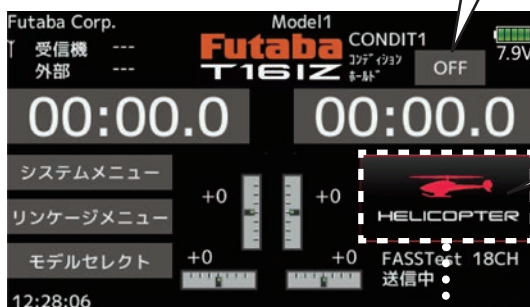 Futaba Corp.
Model1
受信機 ---
外部 ---
Futaba
T16IZ
CONDIT1
コンディション
ホールド
OFF
7.9V
00:00.0
00:00.0
システムメニュー
リンケージメニュー
モデルセレクト
+0
+0
+0
+0
HELICOPTER
FASSTest 18CH
送信中
12:28:06